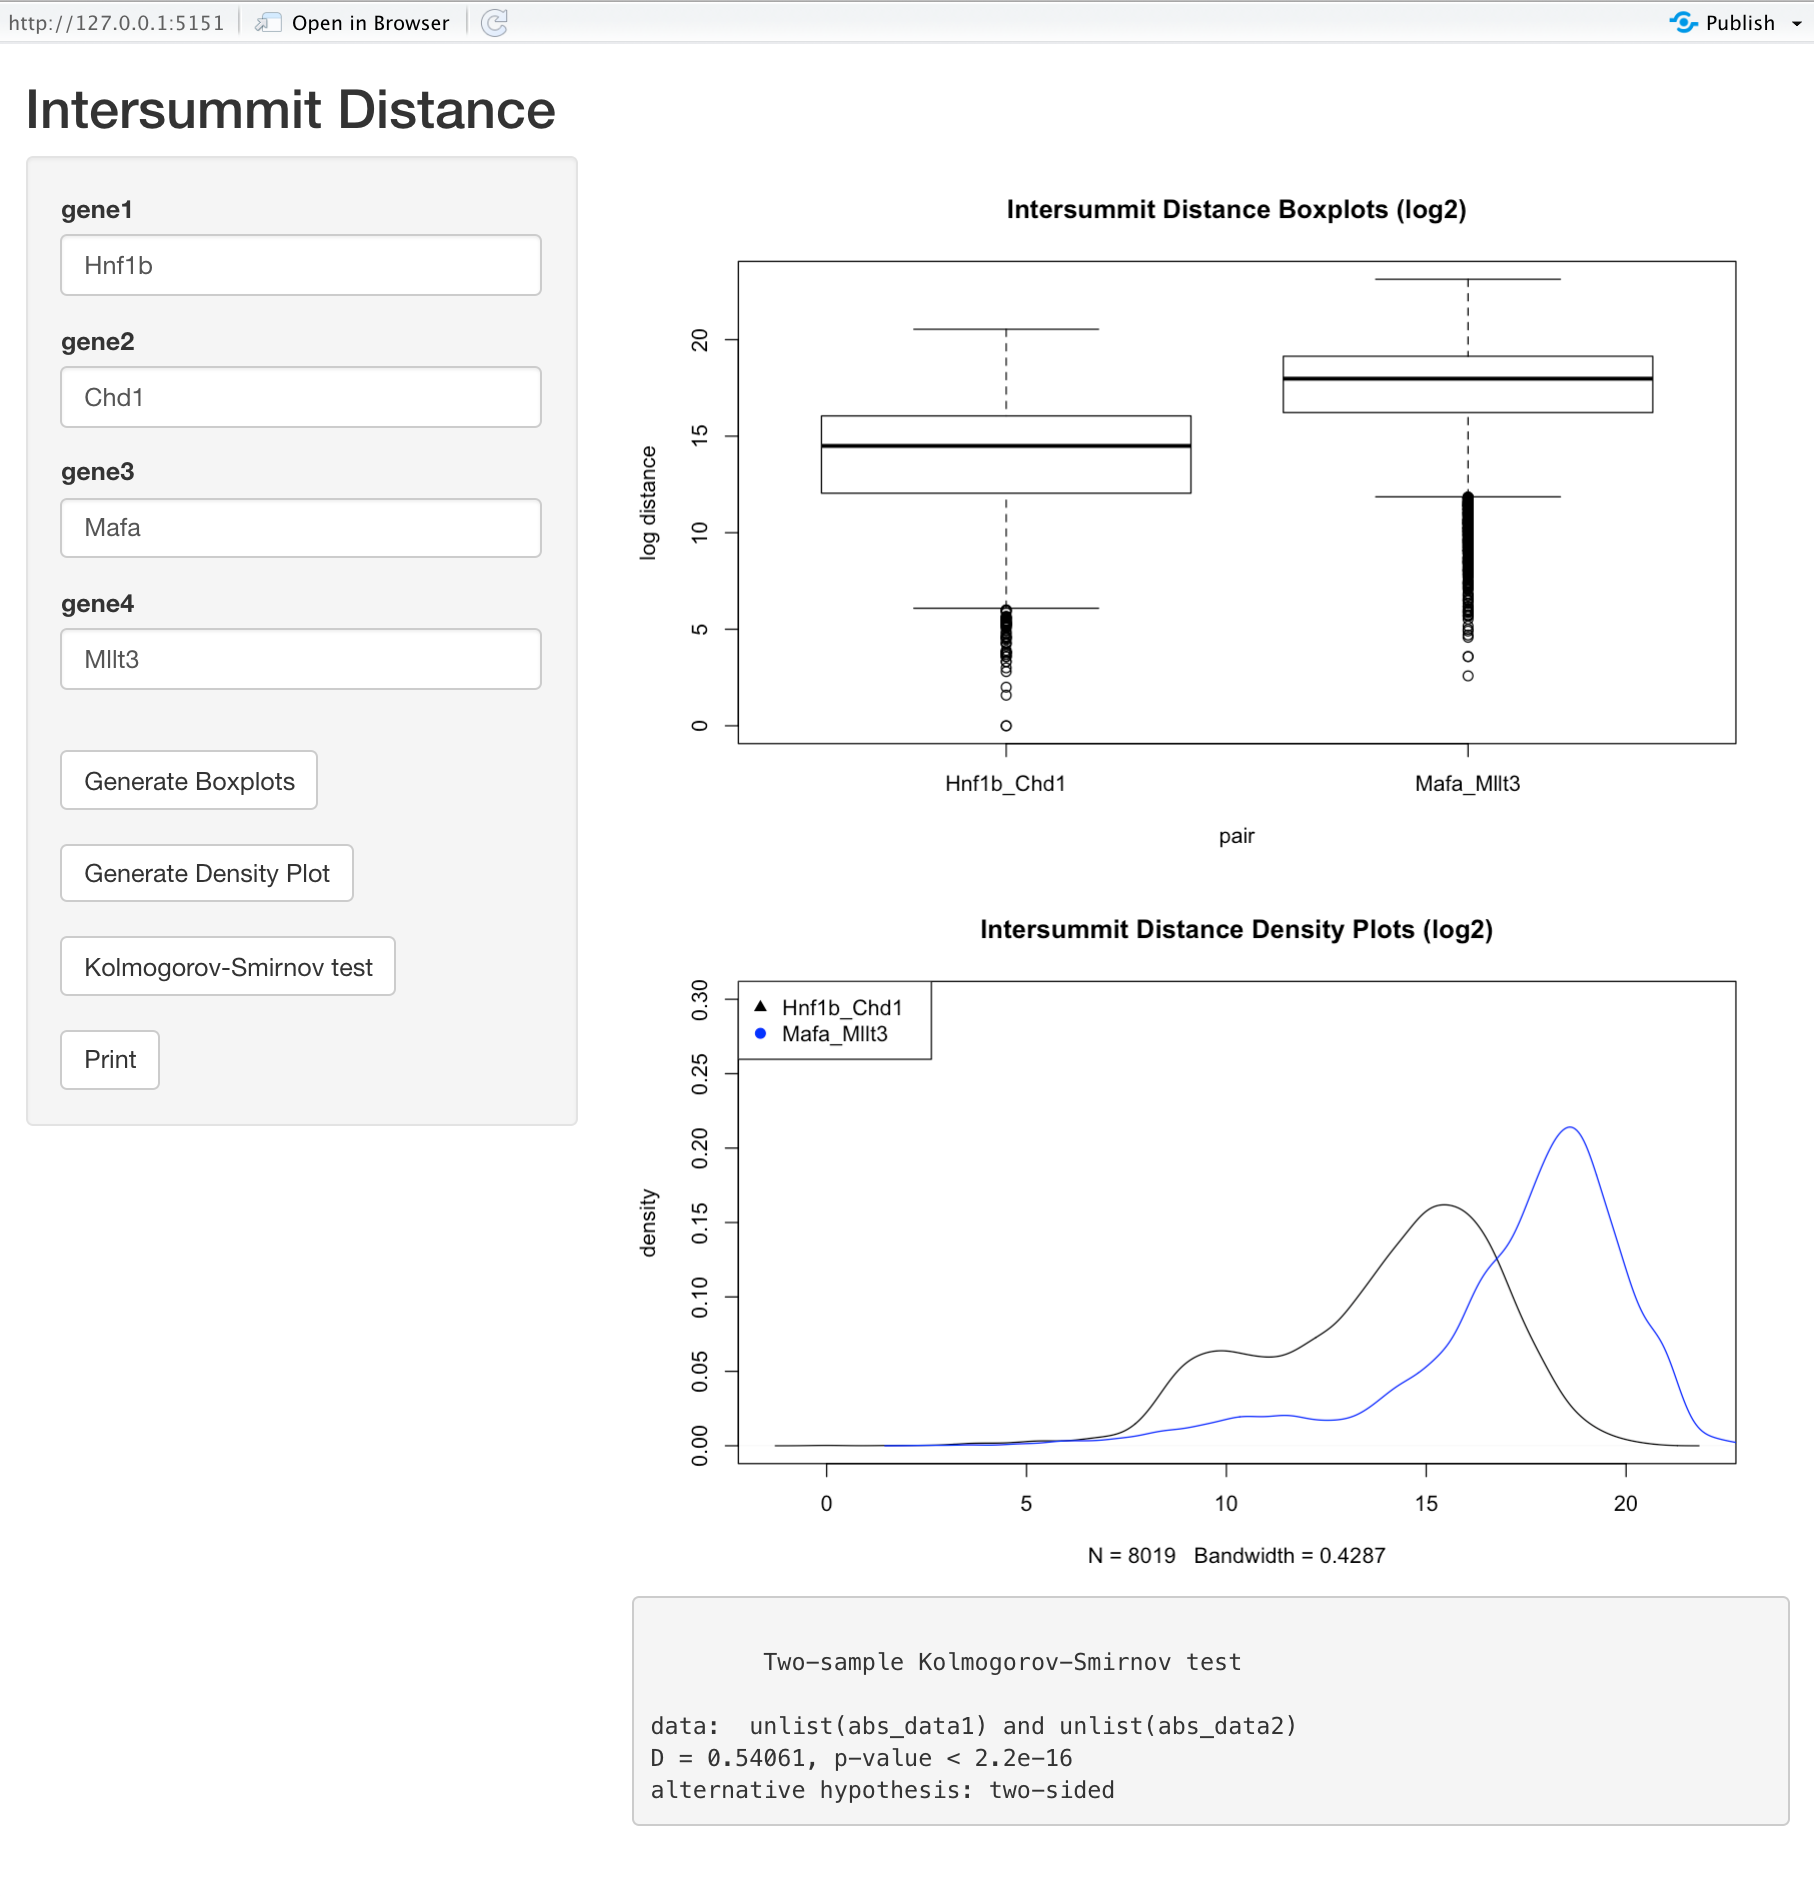 http://127.0.0.1:5151 Open in Browser Publish
Intersummit Distance
gene1
Hnf1b
gene2
Chd1
gene3
Mafa
gene4
Mllt3
Generate Boxplots
Generate Density Plot
Kolmogorov-Smirnov test
Print
Intersummit Distance Boxplots (log2)
log distance
20
15
10
5
0
Hnf1b_Chd1 Mafa_Mllt3
pair
Intersummit Distance Density Plots (log2)
Hnf1b_Chd1
Mafa_Mllt3
density
0.30
0.25
0.20
0.15
0.10
0.05
0.00
0 5 10 15 20
N = 8019 Bandwidth = 0.4287
Two-sample Kolmogorov-Smirnov test
data: unlist(abs_data1) and unlist(abs_data2)
D = 0.54061, p-value < 2.2e-16
alternative hypothesis: two-sided